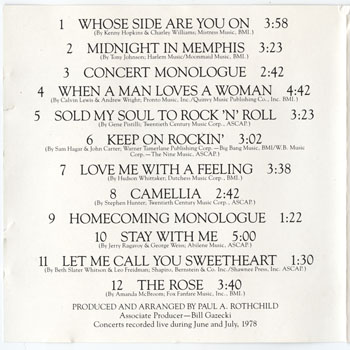 1 WHOSE SIDE ARE YOU ON 3:58
(By Kenny Hopkins & Charley Williams; Mistress Music, BMI.)
2 MIDNIGHT IN MEMPHIS 3:23
(By Tony Johnson; Harlem Music/Moonmaid Music, BMI.)
3 CONCERT MONOLOGUE 2:42
4 WHEN A MAN LOVES A WOMAN 4:42
(By Calvin Lewis & Andrew Wright; Pronto Music, Inc./Quinvy Music Publishing Co., Inc. BMI.)
5 SOLD MY SOUL TO ROCK 'N' ROLL 3:23
(By Gene Pistilli; Twentieth Century Music Corp., ASCAP.)
6 KEEP ON ROCKIN' 3:02
(By Sam Hagar & John Carter; Warner Tamerlane Publishing Corp.—Big Bang Music, BMI/W.B. Music
Corp.—The Nine Music, ASCAP.)
7 LOVE ME WITH A FEELING 3:38
(By Hudson Whittaker; Dutchess Music Corp., BMI.)
8 CAMELLIA 2:42
(By Stephen Hunter; Twentieth Century Music Corp., ASCAP.)
9 HOMECOMING MONOLOGUE 1:22
10 STAY WITH ME 5:00
(By Jerry Ragavoy & George Weiss; Abilene Music, ASCAP.)
11 LET ME CALL YOU SWEETHEART 1:30
(By Beth Slater Whitson & Leo Freidman; Shapiro, Bernstein & Co. Inc./Shawnee Press, Inc. ASCAP.)
12 THE ROSE 3:40
(By Amanda McBroom; Fox Fanfare Music, Inc., BMI.)
PRODUCED AND ARRANGED BY PAUL A. ROTHCHILD
Associate Producer—Bill Gazecki
Concerts recorded live during June and July, 1978